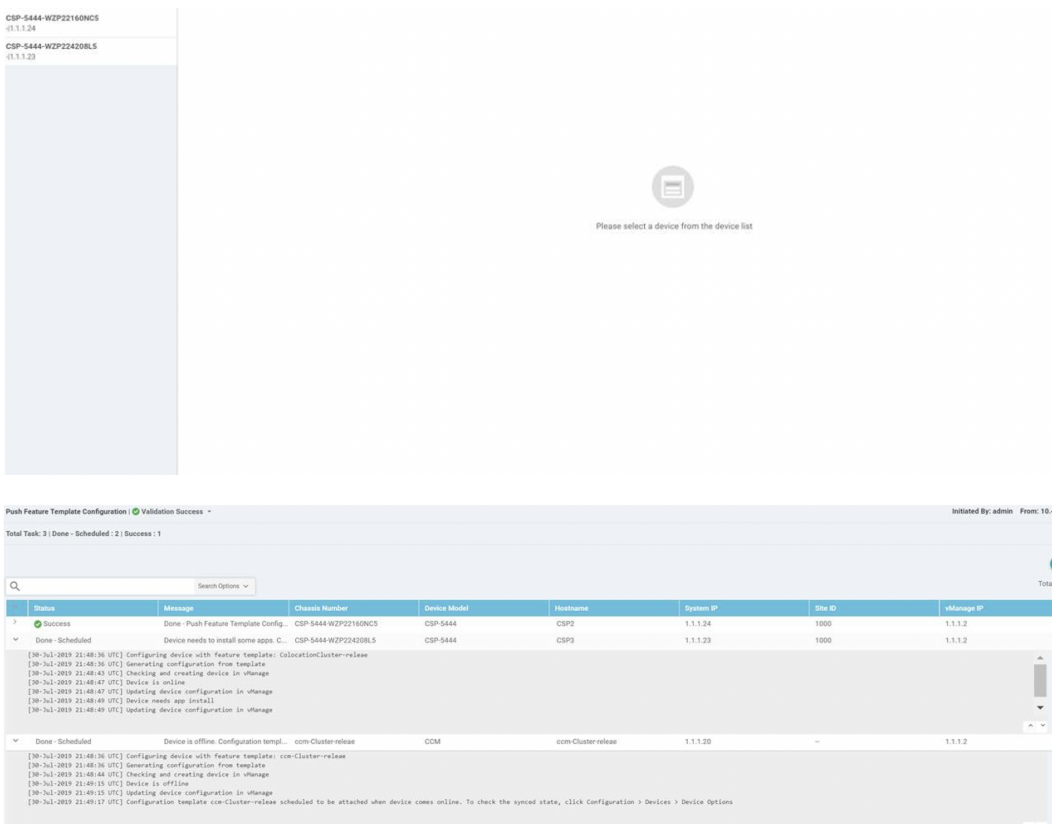 CSP-5444-WZP22160NC5
-(1.1.1.24
CSP-5444-WZP224208L5
-(1.1.1.23
Please select a device from the device list
Push Feature Template Configuration | Validation Success
Initiated By: admin From: 10.
Total Task: 3 | Done - Scheduled : 2 | Success : 1
Search Options
Tota
Status Message Chassis Number Device Model Hostname System IP Site ID vManage IP
Success Done - Push Feature Template Config... CSP-5444-WZP22160NC5 CSP-5444 CSP2 1.1.1.24 1000 1.1.1.2
Done - Scheduled Device needs to install some apps. C... CSP-5444-WZP224208L5 CSP-5444 CSP3 1.1.1.23 1000 1.1.1.2
[30-Jul-2019 21:48:36 UTC] Configuring device with feature template: ColocationCluster-releae
[30-Jul-2019 21:48:36 UTC] Generating configuration from template
[30-Jul-2019 21:48:43 UTC] Checking and creating device in vManage
[30-Jul-2019 21:48:47 UTC] Device is online
[30-Jul-2019 21:48:47 UTC] Updating device configuration in vManage
[30-Jul-2019 21:48:49 UTC] Device needs app install
[30-Jul-2019 21:48:49 UTC] Updating device configuration in vManage
Done - Scheduled Device is offline. Configuration templ... ccm-Cluster-releae CCM ccm-Cluster-releae 1.1.1.20 -- 1.1.1.2
[30-Jul-2019 21:48:36 UTC] Configuring device with feature template: ccm-Cluster-releae
[30-Jul-2019 21:48:36 UTC] Generating configuration from template
[30-Jul-2019 21:48:44 UTC] Checking and creating device in vManage
[30-Jul-2019 21:49:15 UTC] Device is offline
[30-Jul-2019 21:49:15 UTC] Updating device configuration in vManage
[30-Jul-2019 21:49:17 UTC] Configuration template ccm-Cluster-releae scheduled to be attached when device comes online. To check the synced state, click Configuration > Devices > Device Options